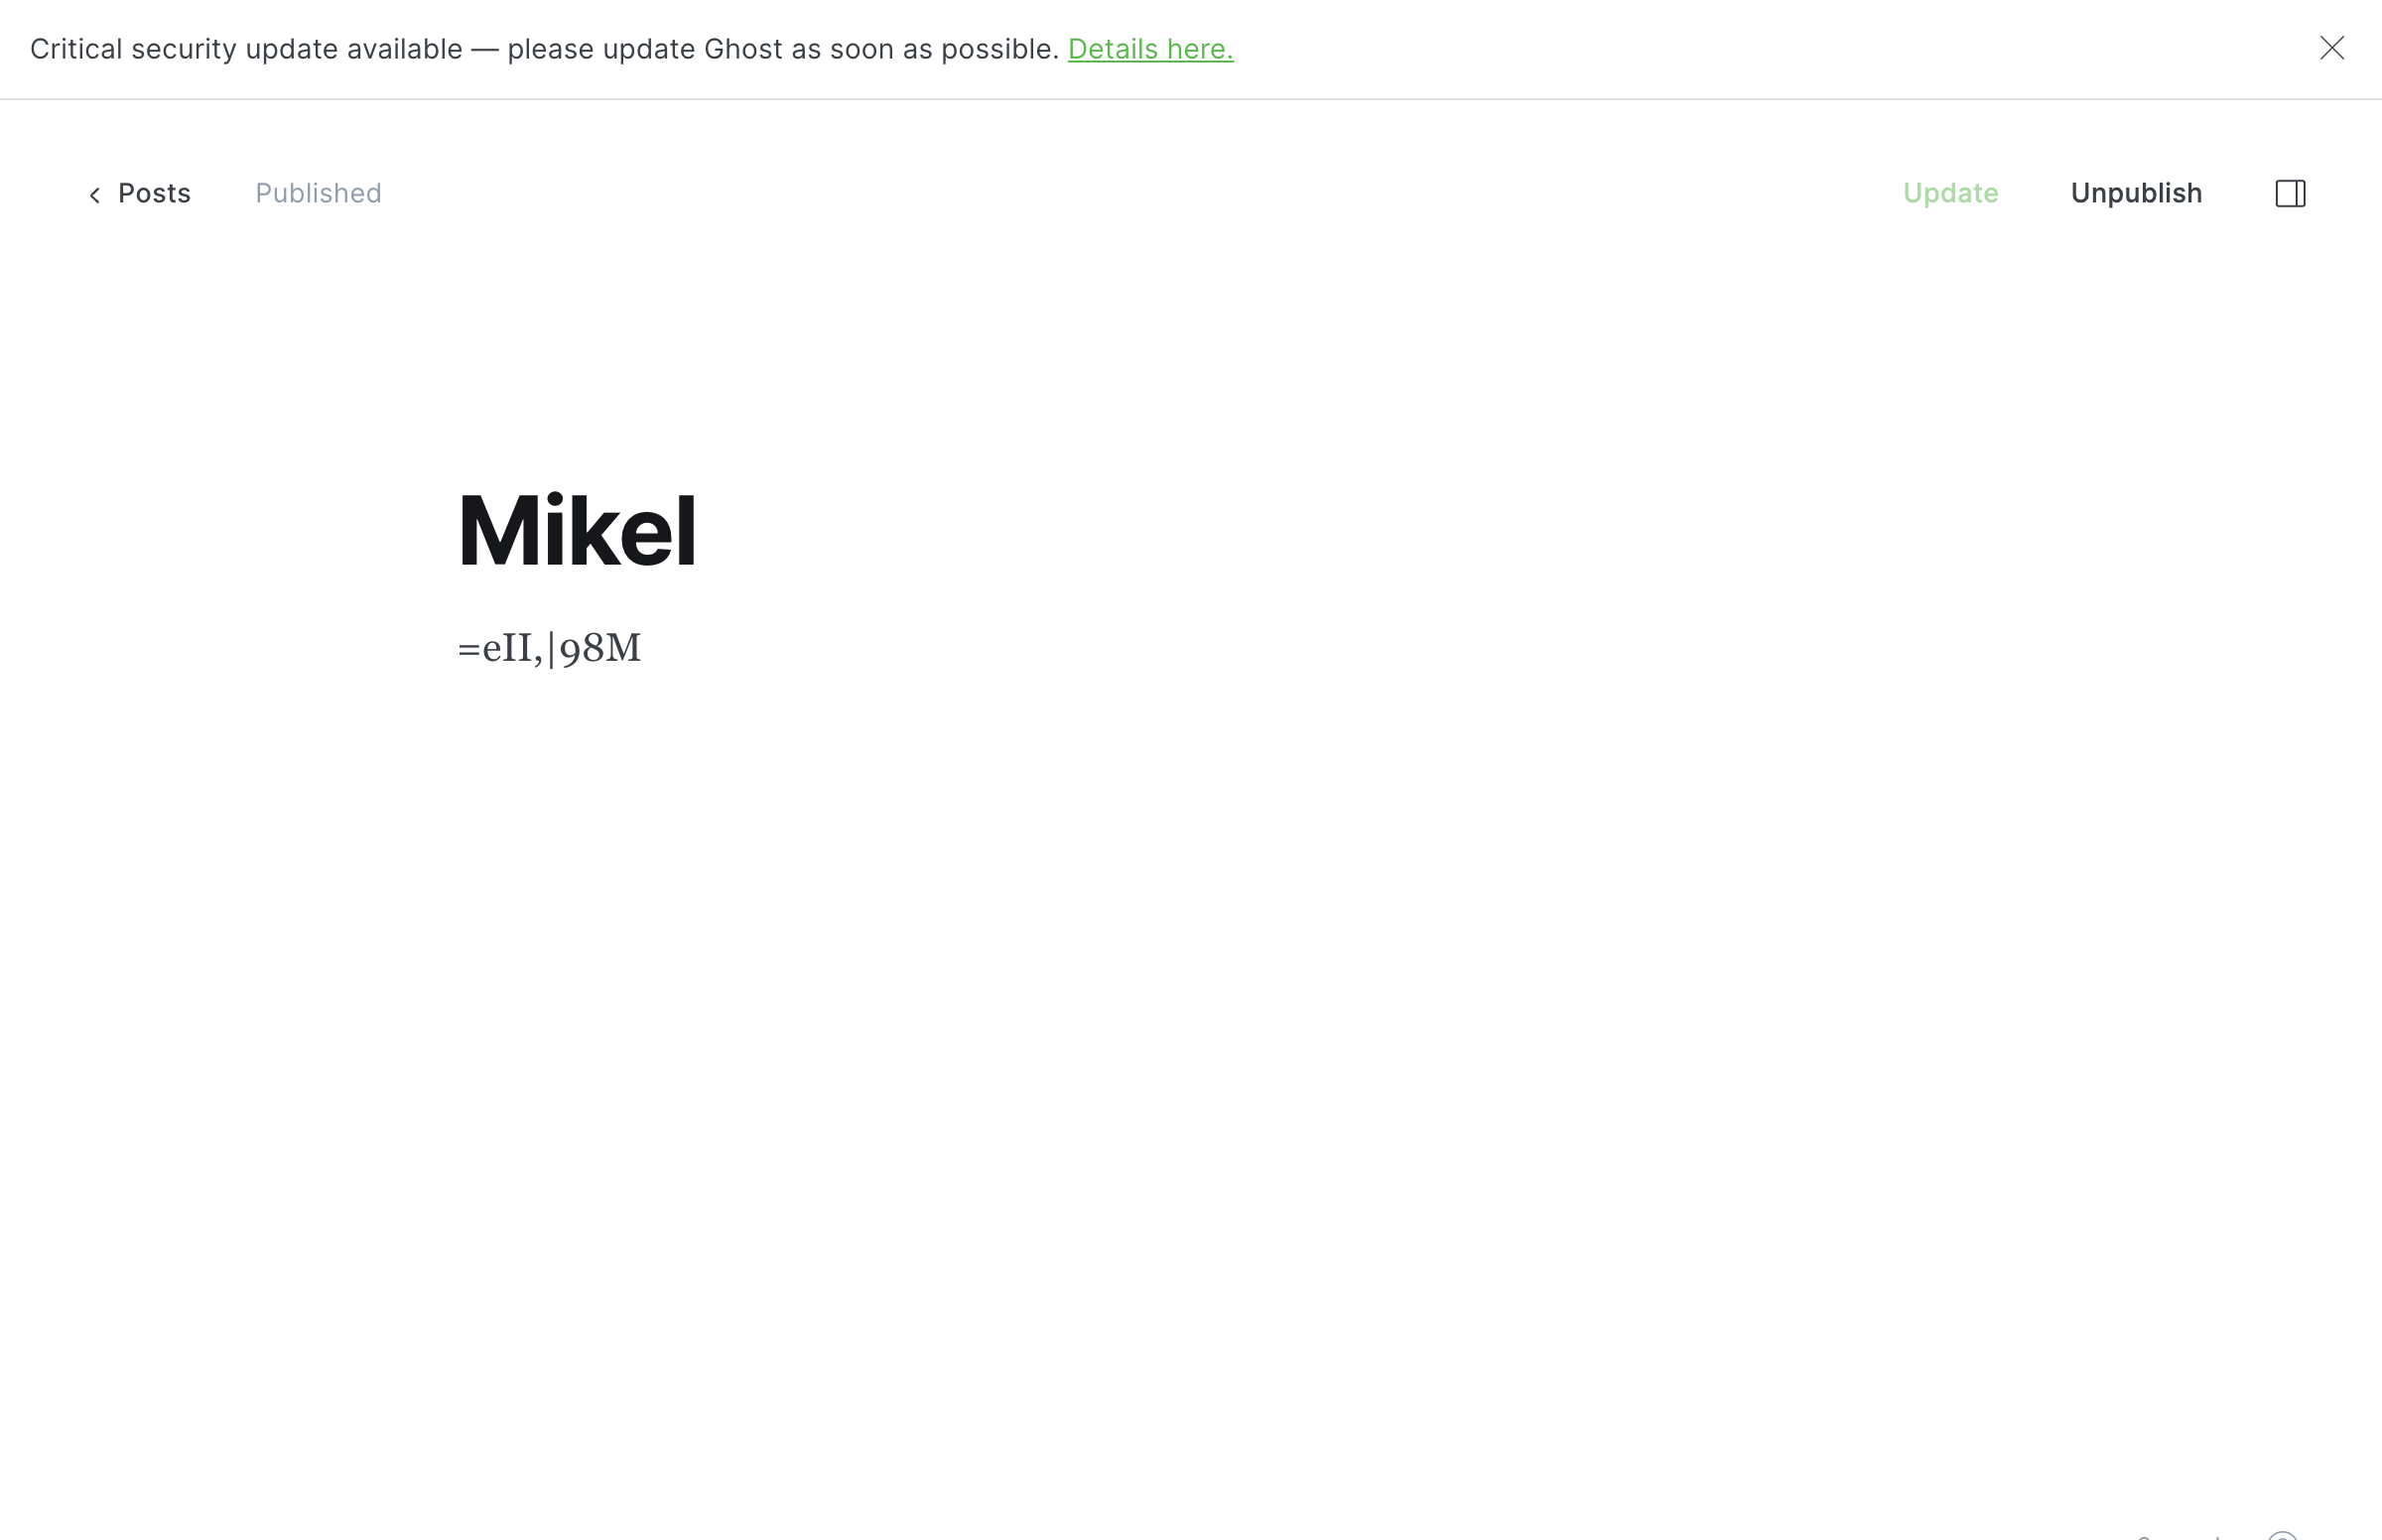 Critical security update available — please update Ghost as soon as possible. Details here.
Posts Published Update Unpublish
Mikel
=eII,|98M